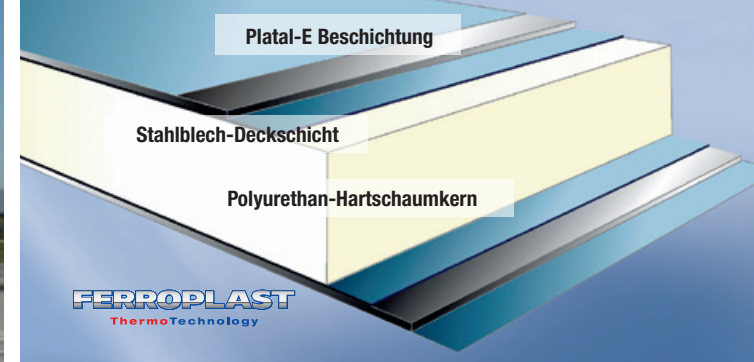 Platal-E Beschichtung
Stahlblech-Deckschicht
Polyurethan-Hartschaumkern
FERROPLAST
ThermoTechnology